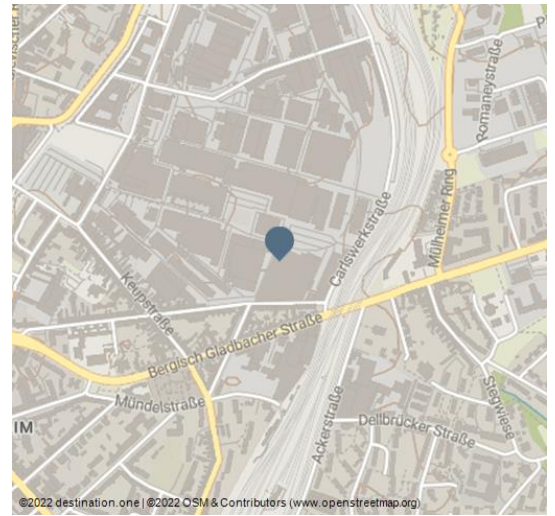 Romaneystraße
Mülheimer Ring
Carlswerkstraße
Keupstraße
Bergisch Gladbacher Straße
Mündelstraße
IM
Ackerstraße
Dellbrücker Straße
Stegwiese
©2022 destination.one | ©2022 OSM & Contributors (www.openstreetmap.org)